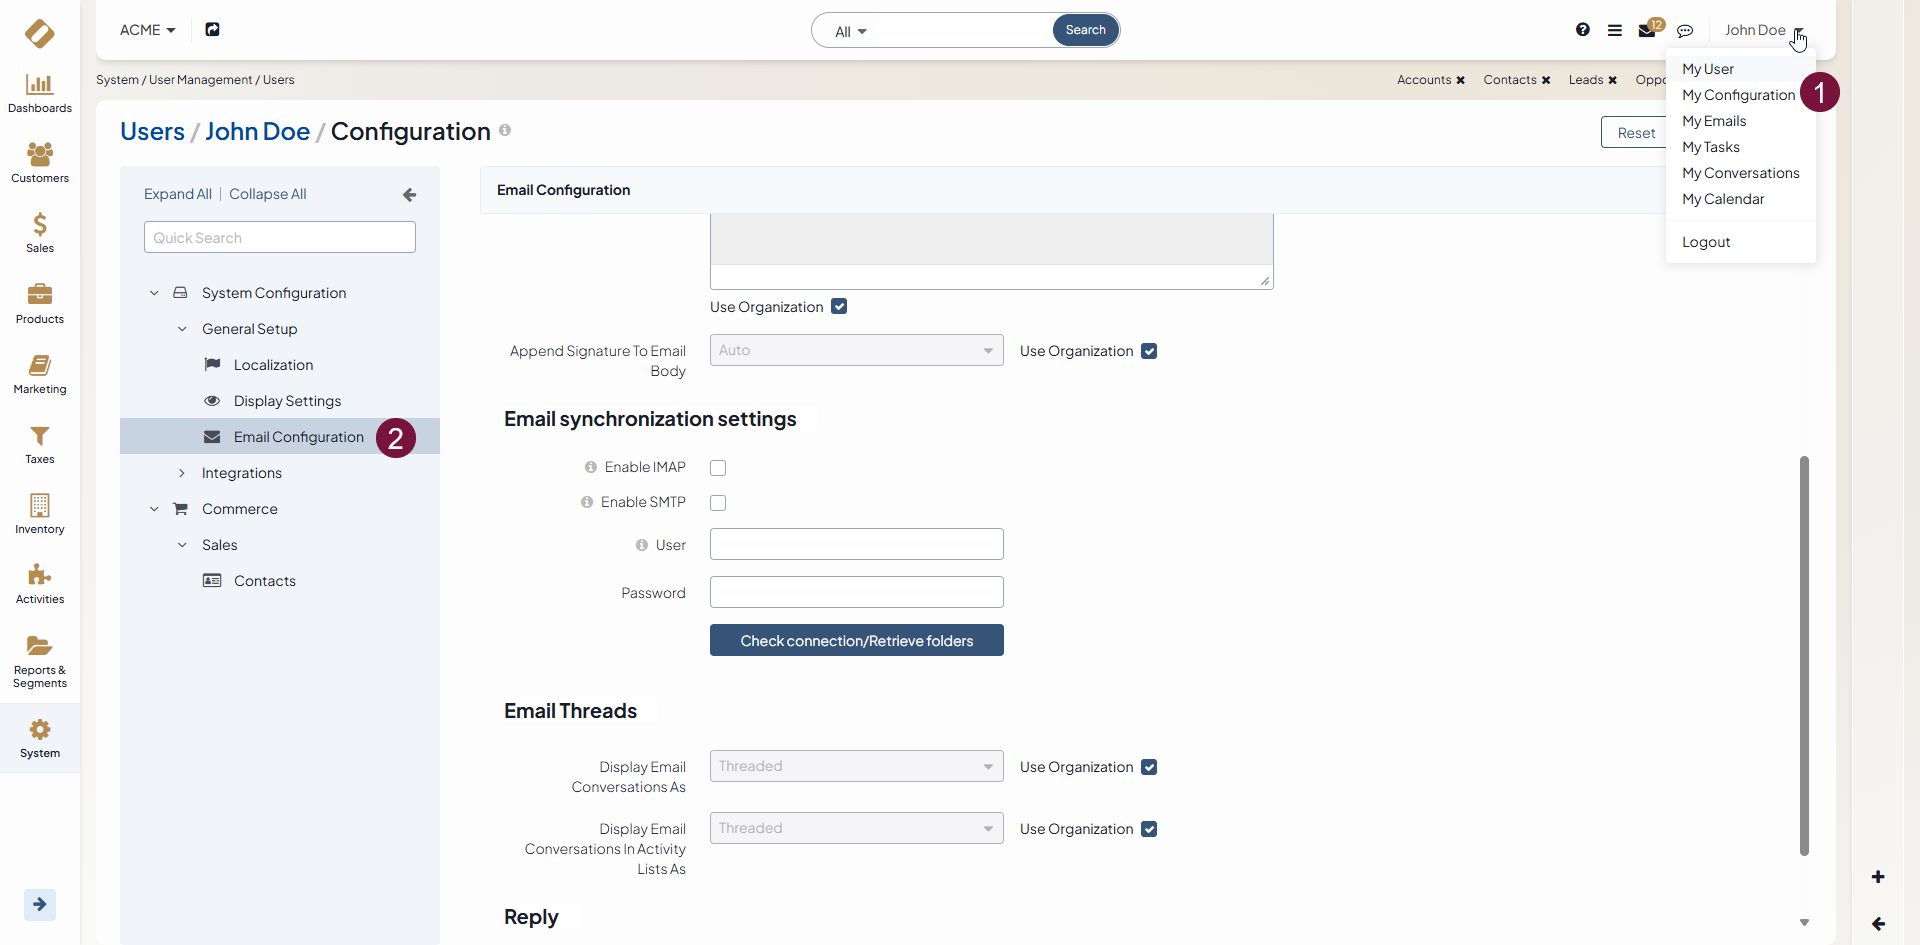 ACME
All
Search
12
John Doe
System / User Management / Users
Accounts
Contacts
Leads
Oppo
My User
My Configuration
1
My Emails
My Tasks
My Conversations
My Calendar
Logout
Dashboards
Customers
Sales
Products
Marketing
Taxes
Inventory
Activities
Reports &
Segments
System
Users / John Doe / Configuration
Reset
Expand All | Collapse All
Quick Search
System Configuration
General Setup
Localization
Display Settings
Email Configuration
2
Integrations
Commerce
Sales
Contacts
Email Configuration
Use Organization
Append Signature To Email
Body
Auto
Use Organization
Email synchronization settings
Enable IMAP
Enable SMTP
User
Password
Check connection/Retrieve folders
Email Threads
Display Email
Conversations As
Threaded
Use Organization
Display Email
Conversations In Activity
Lists As
Threaded
Use Organization
Reply